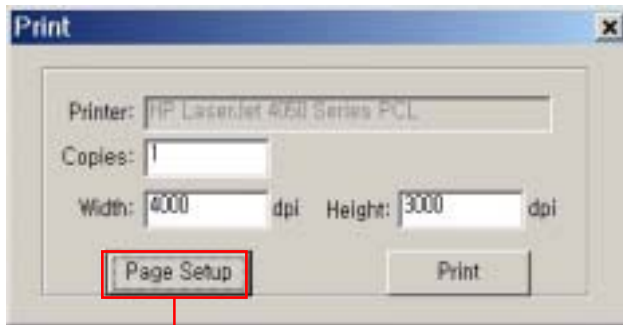 Print
Printer: HP LaserJet 4050 Series PCL
Copies: 1
Width: 4000 dpi Height: 3000 dpi
Page Setup Print